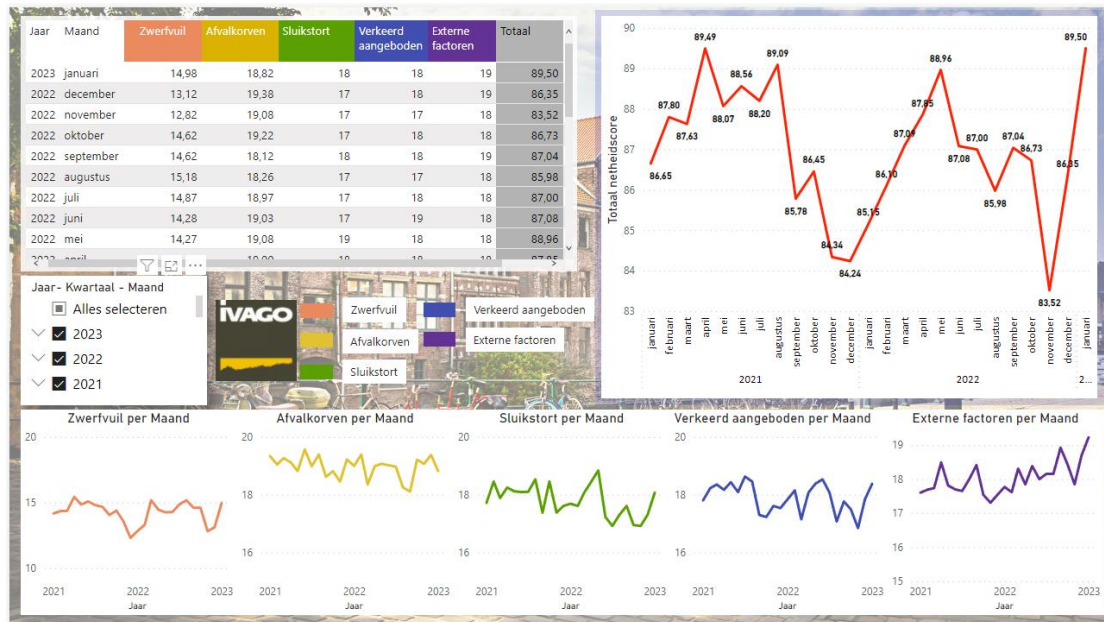 Jaar Maand Zwerfvuil Afvalkorven Sluikstort Verkeerd aangeboden Externe factoren Totaal
2023 januari 14,98 18,82 18 18 19 89,50
2022 december 13,12 19,38 17 18 19 86,35
2022 november 12,82 19,08 17 17 18 83,52
2022 oktober 14,62 19,22 17 18 18 86,73
2022 september 14,62 18,12 18 18 19 87,04
2022 augustus 15,18 18,26 17 17 18 85,98
2022 juli 14,87 18,97 17 18 18 87,00
2022 juni 14,28 19,03 17 19 18 87,08
2022 mei 14,27 19,08 19 18 18 88,96
Jaar- Kwartaal - Maand
Alles selecteren
2023
2022
2021
IVAGO
Zwerfvuil
Afvalkorven
Sluikstort
Verkeerd aangeboden
Externe factoren
Totaal netheidscore
90
89
88
87
86
85
84
83
86,65
87,80
87,63
89,49
88,07
88,56
88,20
89,09
85,78
86,45
84,34
84,24
85,15
86,10
87,09
87,85
88,96
87,08
87,00
85,98
87,04
86,73
83,52
86,35
89,50
januari
februari
maart
april
mei
juni
juli
augustus
september
oktober
november
december
januari
februari
maart
april
mei
juni
juli
augustus
september
oktober
november
december
januari
2021 2022 2...
Zwerfvuil per Maand
20
15
10
2021 2022 2023
Jaar
Afvalkorven per Maand
20
18
16
2021 2022 2023
Jaar
Sluikstort per Maand
20
18
16
2021 2022 2023
Jaar
Verkeerd aangeboden per Maand
20
18
16
2021 2022 2023
Jaar
Externe factoren per Maand
19
18
17
16
15
2021 2022 2023
Jaar